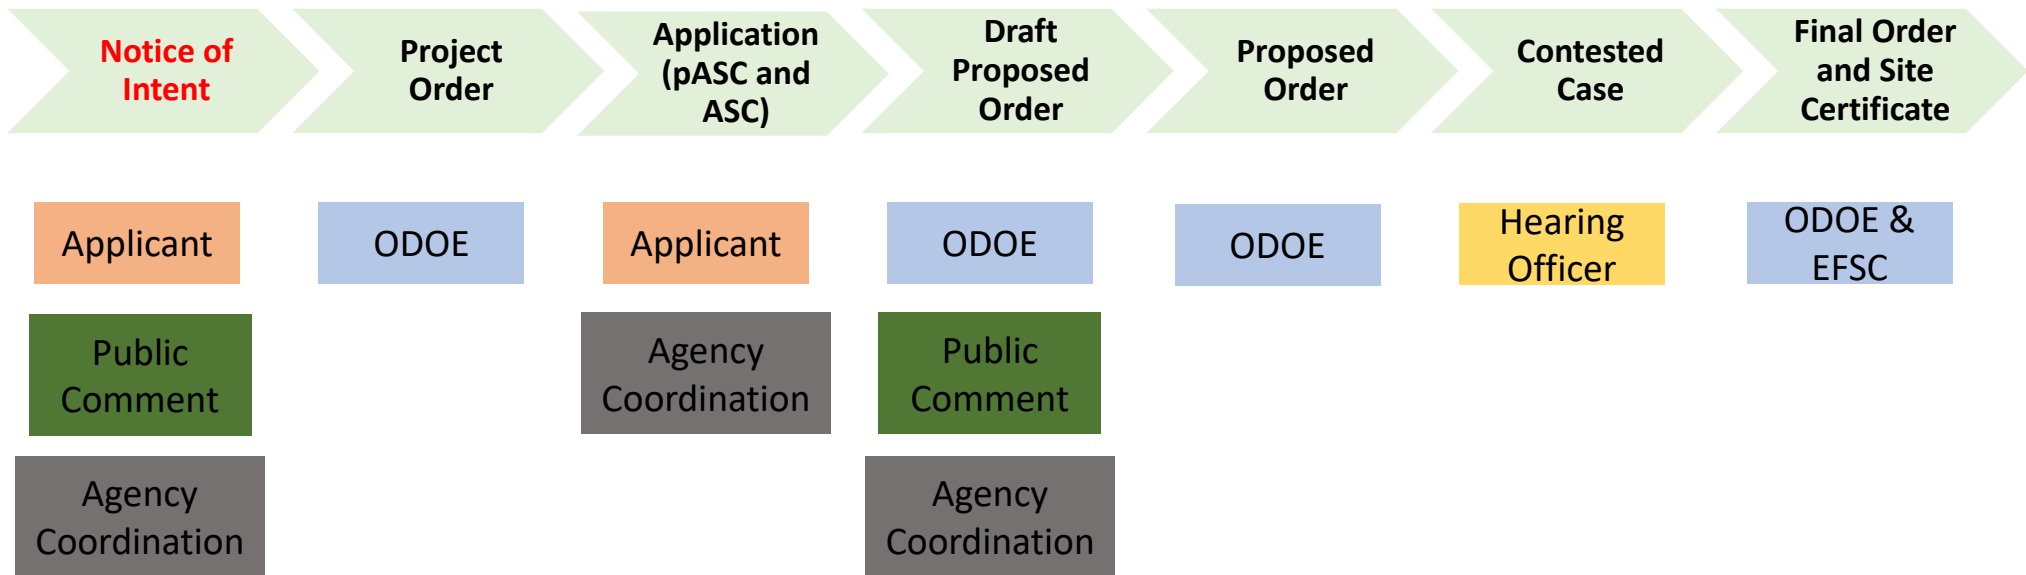 Notice of
Intent
Project
Order
Application
(pASC and
ASC)
Draft
Proposed
Order
Proposed
Order
Contested
Case
Final Order
and Site
Certificate
Applicant
ODOE
Applicant
ODOE
ODOE
Hearing
Officer
ODOE &
EFSC
Public
Comment
Agency
Coordination
Public
Comment
Agency
Coordination
Agency
Coordination